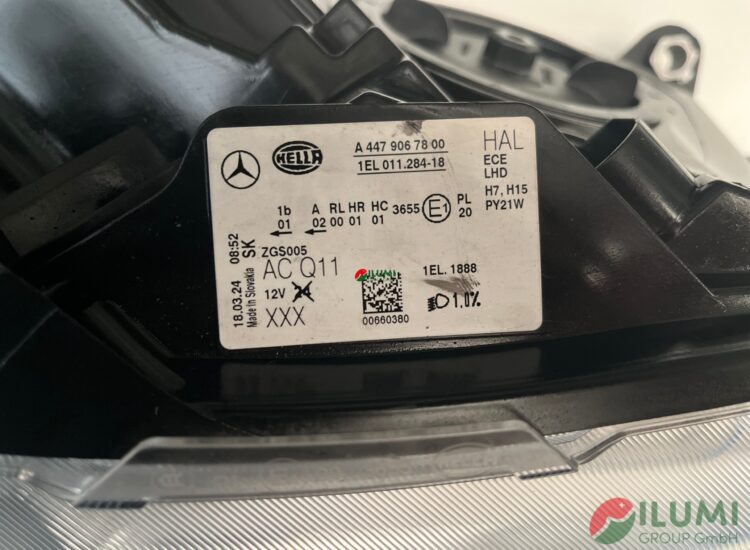 HELLA
A 447 906 78 00
1EL 011.284-18
HAL
ECE
LHD
H7, H15
PY21W
1b
01
A
02
RL
00
HR
01
HC
01
3655
E1
PL
20
ZGS005
AC Q11
12V 24
XXX
18.03.24 08:52
Made in Slovakia SK
ILUMI
00660380
1EL. 1888
1,0%
HELLA
ILUMI
GROUP GmbH